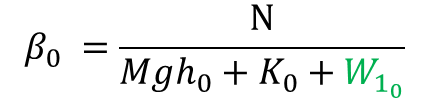 β₀ = N / (Mgh₀ + K₀ + W₁₀)